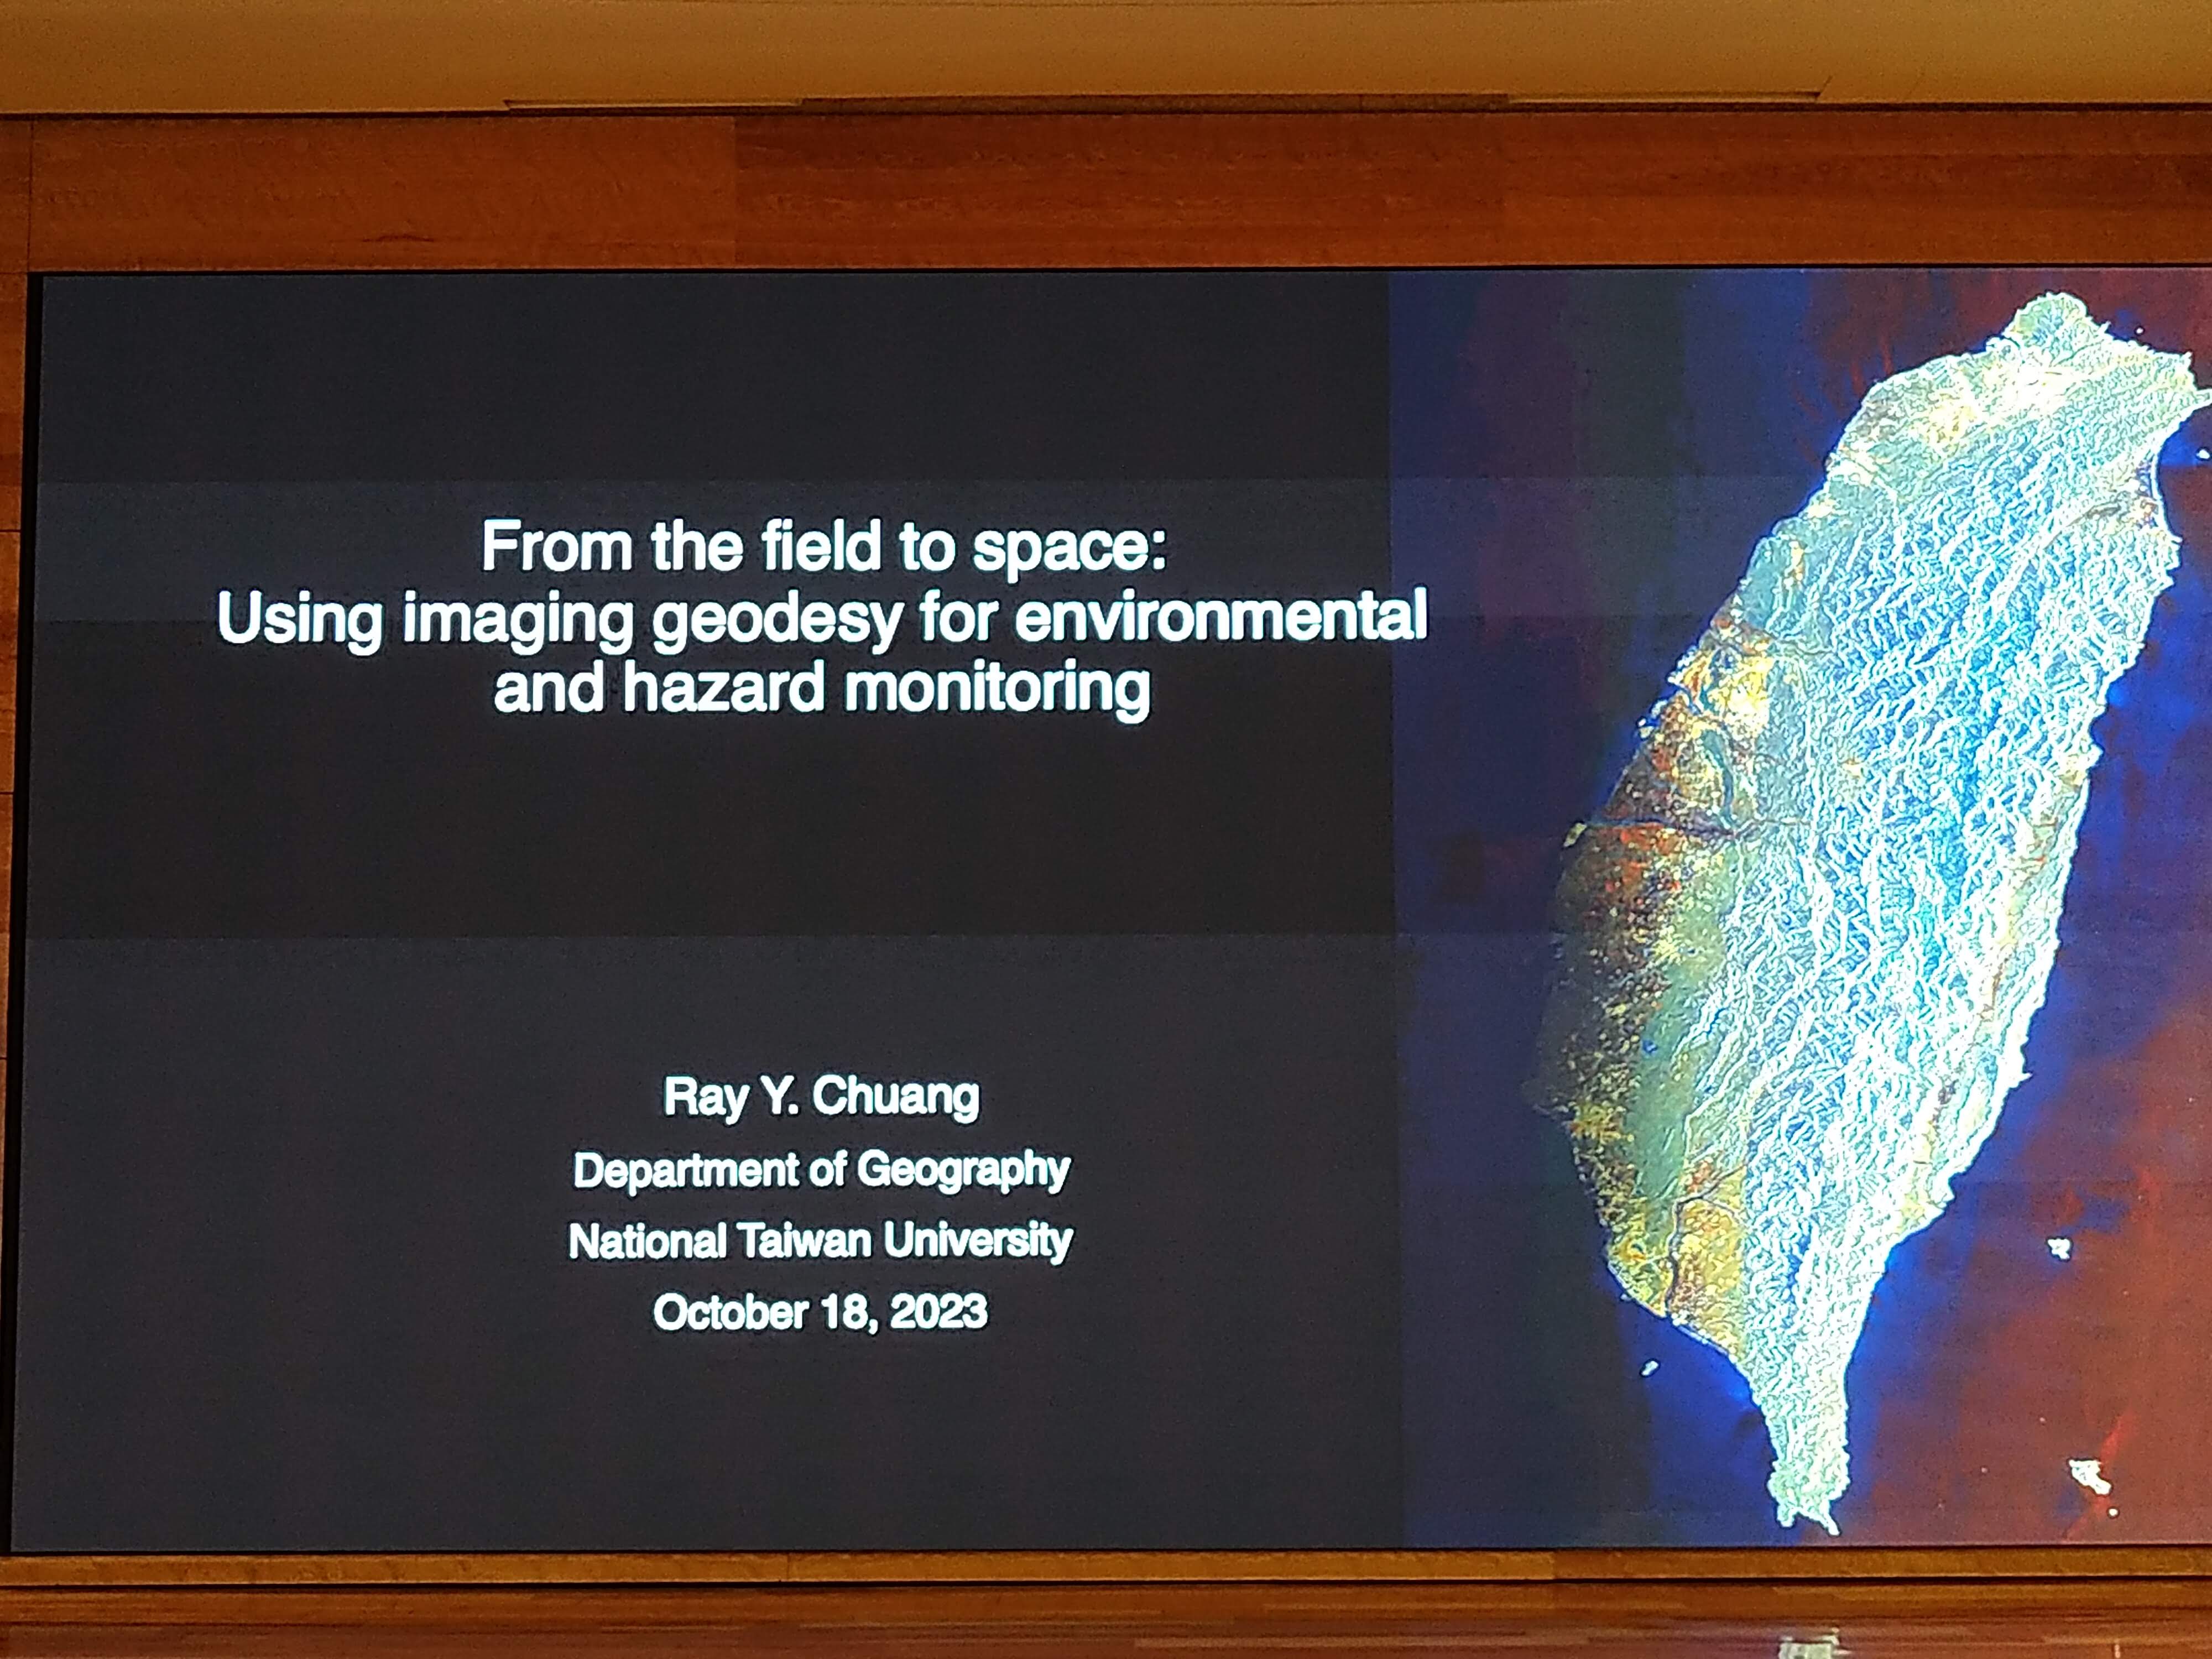 From the field to space:
Using imaging geodesy for environmental
and hazard monitoring
Ray Y. Chuang
Department of Geography
National Taiwan University
October 18, 2023